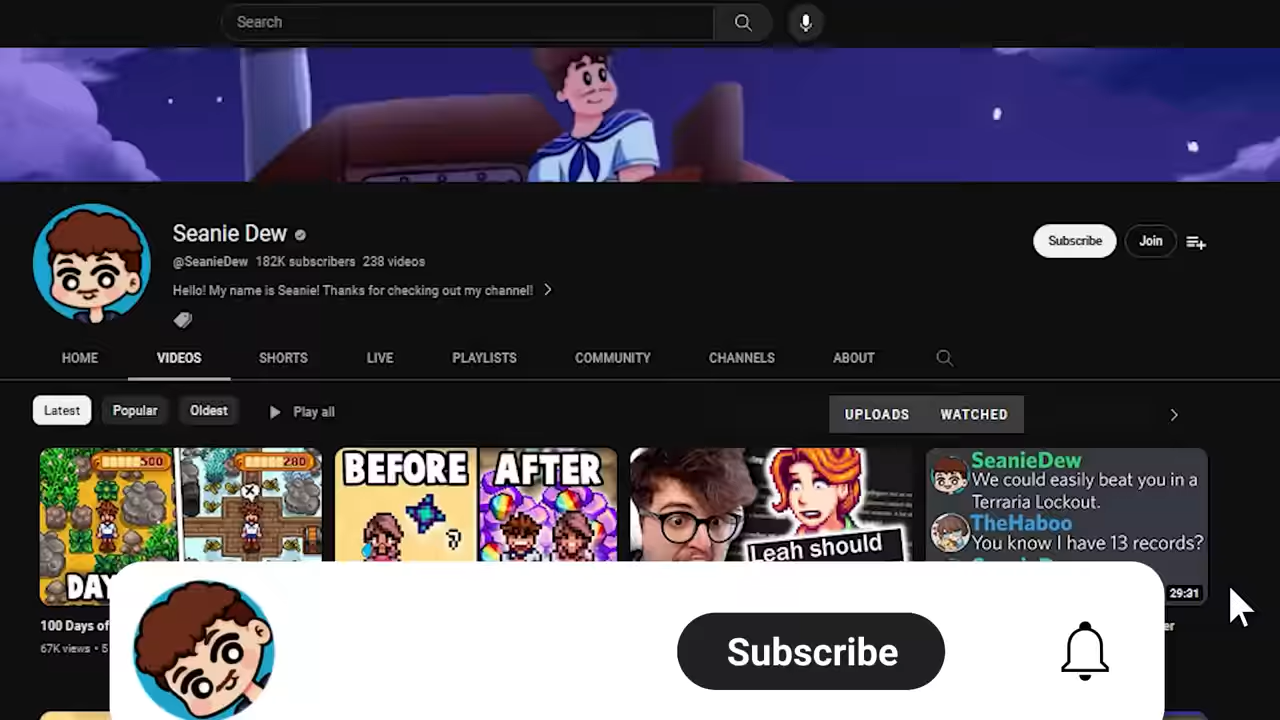 Search
Seanie Dew
@SeanieDew 182K subscribers 238 videos
Hello! My name is Seanie! Thanks for checking out my channel!
Subscribe
Join
HOME VIDEOS SHORTS LIVE PLAYLISTS COMMUNITY CHANNELS ABOUT
Latest Popular Oldest Play all
UPLOADS WATCHED
500
280
BEFORE
AFTER
Leah should
SeanieDew
We could easily beat you in a
Terraria Lockout.
TheHaboo
You know I have 13 records?
29:31
100 Days of
67K views • 5
Subscribe